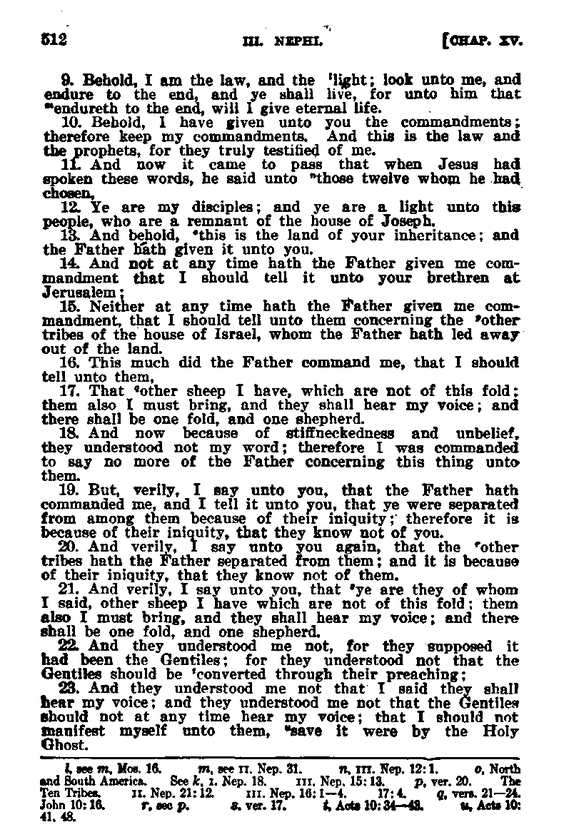 512 III. NEPHI. [CHAP. XV.
9. Behold, I am the law, and the ˡlight; look unto me, and
endure to the end, and ye shall live, for unto him that
ᵐendureth to the end, will I give eternal life.
10. Behold, I have given unto you the commandments;
therefore keep my commandments. And this is the law and
the prophets, for they truly testified of me.
11. And now it came to pass that when Jesus had
spoken these words, he said unto ⁿthose twelve whom he had
chosen,
12. Ye are my disciples; and ye are a light unto this
people, who are a remnant of the house of Joseph.
13. And behold, ᵒthis is the land of your inheritance; and
the Father hath given it unto you.
14. And not at any time hath the Father given me com-
mandment that I should tell it unto your brethren at
Jerusalem;
15. Neither at any time hath the Father given me com-
mandment, that I should tell unto them concerning the ᵖother
tribes of the house of Israel, whom the Father hath led away
out of the land.
16. This much did the Father command me, that I should
tell unto them,
17. That qother sheep I have, which are not of this fold;
them also I must bring, and they shall hear my voice; and
there shall be one fold, and one shepherd.
18. And now because of stiffneckedness and unbelief,
they understood not my word; therefore I was commanded
to say no more of the Father concerning this thing unto
them.
19. But, verily, I say unto you, that the Father hath
commanded me, and I tell it unto you, that ye were separated
from among them because of their iniquity; therefore it is
because of their iniquity, that they know not of you.
20. And verily, I say unto you again, that the ʳother
tribes hath the Father separated from them; and it is because
of their iniquity, that they know not of them.
21. And verily, I say unto you, that ˢye are they of whom
I said, other sheep I have which are not of this fold; them
also I must bring, and they shall hear my voice; and there
shall be one fold, and one shepherd.
22. And they understood me not, for they supposed it
had been the Gentiles; for they understood not that the
Gentiles should be ᵗconverted through their preaching;
23. And they understood me not that I said they shall
hear my voice; and they understood me not that the Gentiles
should not at any time hear my voice; that I should not
manifest myself unto them, ᵘsave it were by the Holy
Ghost.
l, see m, Mos. 16. m, see II. Nep. 31. n, III. Nep. 12:1. o, North
and South America. See k, I. Nep. 18. III. Nep. 15:13. p, ver. 20. The
Ten Tribes. II. Nep. 21:12. III. Nep. 16:1—4. 17:4. q, vers. 21—24.
John 10:16. r, see p. s, ver. 17. t, Acts 10:34—48. u, Acts 10:
41, 48.